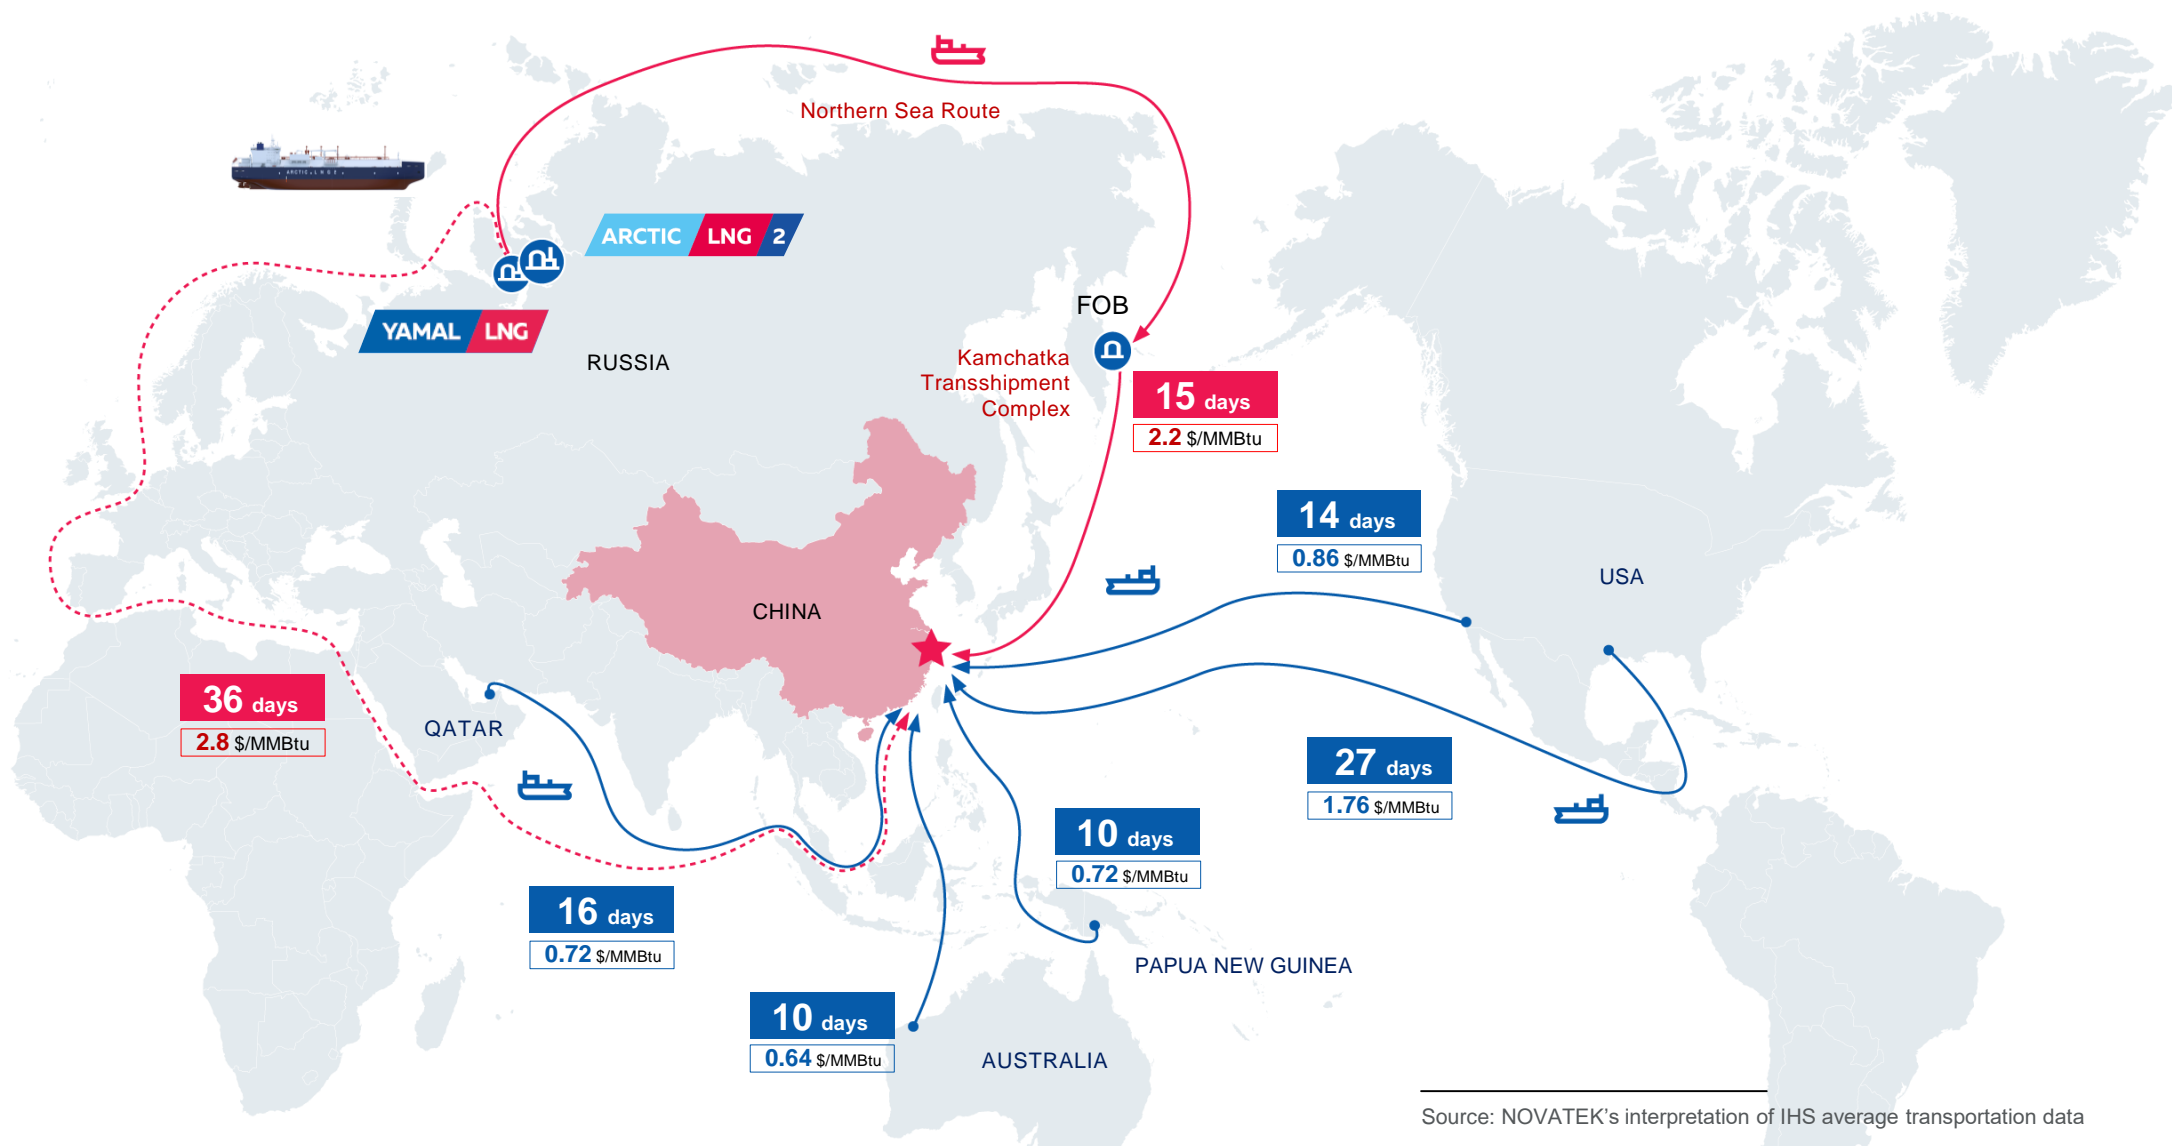 Northern Sea Route
ARCTIC LNG 2
ARCTIC LNG 2
YAMAL LNG
RUSSIA
FOB
Kamchatka
Transshipment
Complex
15 days
2.2 $/MMBtu
14 days
0.86 $/MMBtu
USA
CHINA
36 days
2.8 $/MMBtu
QATAR
27 days
1.76 $/MMBtu
10 days
0.72 $/MMBtu
16 days
0.72 $/MMBtu
PAPUA NEW GUINEA
10 days
0.64 $/MMBtu
AUSTRALIA
Source: NOVATEK’s interpretation of IHS average transportation data